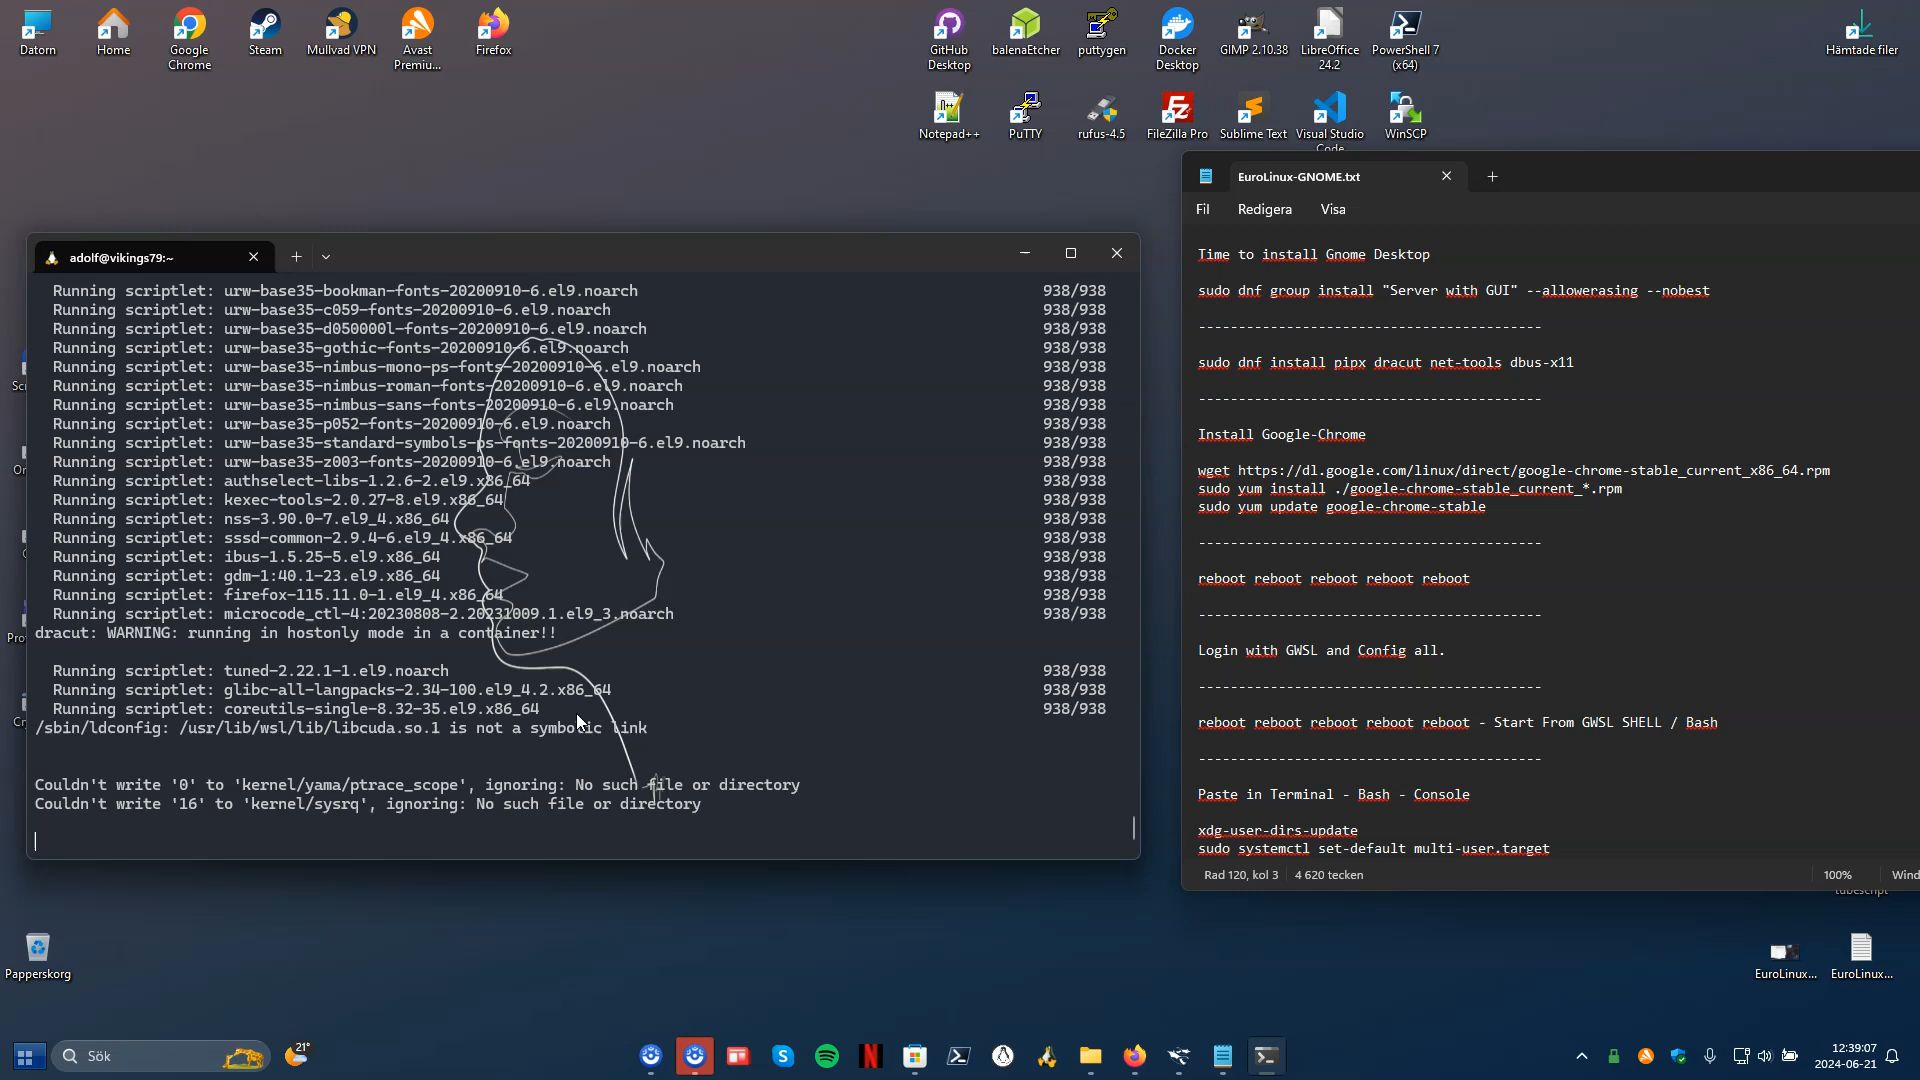 Datorn
Home
Google
Chrome
Steam
Mullvad VPN
Avast
Premiu...
Firefox
GitHub
Desktop
balenaEtcher
puttygen
Docker
Desktop
GIMP 2.10.38
LibreOffice
24.2
PowerShell 7
(x64)
Hämtade filer
Notepad++
PuTTY
rufus-4.5
FileZilla Pro
Sublime Text
Visual Studio
Code
WinSCP
adolf@vikings79:~
Running scriptlet: urw-base35-bookman-fonts-20200910-6.el9.noarch 938/938
Running scriptlet: urw-base35-c059-fonts-20200910-6.el9.noarch 938/938
Running scriptlet: urw-base35-d050000l-fonts-20200910-6.el9.noarch 938/938
Running scriptlet: urw-base35-gothic-fonts-20200910-6.el9.noarch 938/938
Running scriptlet: urw-base35-nimbus-mono-ps-fonts-20200910-6.el9.noarch 938/938
Running scriptlet: urw-base35-nimbus-roman-fonts-20200910-6.el9.noarch 938/938
Running scriptlet: urw-base35-nimbus-sans-fonts-20200910-6.el9.noarch 938/938
Running scriptlet: urw-base35-p052-fonts-20200910-6.el9.noarch 938/938
Running scriptlet: urw-base35-standard-symbols-ps-fonts-20200910-6.el9.noarch 938/938
Running scriptlet: urw-base35-z003-fonts-20200910-6.el9.noarch 938/938
Running scriptlet: authselect-libs-1.2.6-2.el9.x86_64 938/938
Running scriptlet: kexec-tools-2.0.27-8.el9.x86_64 938/938
Running scriptlet: nss-3.90.0-7.el9_4.x86_64 938/938
Running scriptlet: sssd-common-2.9.4-6.el9_4.x86_64 938/938
Running scriptlet: ibus-1.5.25-5.el9.x86_64 938/938
Running scriptlet: gdm-1:40.1-23.el9.x86_64 938/938
Running scriptlet: firefox-115.11.0-1.el9_4.x86_64 938/938
Running scriptlet: microcode_ctl-4:20230808-2.20231009.1.el9_3.noarch 938/938
dracut: WARNING: running in hostonly mode in a container!!
Running scriptlet: tuned-2.22.1-1.el9.noarch 938/938
Running scriptlet: glibc-all-langpacks-2.34-100.el9_4.2.x86_64 938/938
Running scriptlet: coreutils-single-8.32-35.el9.x86_64 938/938
/sbin/ldconfig: /usr/lib/wsl/lib/libcuda.so.1 is not a symbolic link
Couldn't write '0' to 'kernel/yama/ptrace_scope', ignoring: No such file or directory
Couldn't write '16' to 'kernel/sysrq', ignoring: No such file or directory
EuroLinux-GNOME.txt
Fil Redigera Visa
Time to install Gnome Desktop
sudo dnf group install "Server with GUI" --allowerasing --nobest
-------------------------------------------
sudo dnf install pipx dracut net-tools dbus-x11
-------------------------------------------
Install Google-Chrome
wget https://dl.google.com/linux/direct/google-chrome-stable_current_x86_64.rpm
sudo yum install ./google-chrome-stable_current_*.rpm
sudo yum update google-chrome-stable
-------------------------------------------
reboot reboot reboot reboot reboot
-------------------------------------------
Login with GWSL and Config all.
-------------------------------------------
reboot reboot reboot reboot reboot - Start From GWSL SHELL / Bash
-------------------------------------------
Paste in Terminal - Bash - Console
xdg-user-dirs-update
sudo systemctl set-default multi-user.target
Rad 120, kol 3 4 620 tecken 100% Wind
Papperskorg
EuroLinux...
EuroLinux...
Sök
21°
12:39:07
2024-06-21